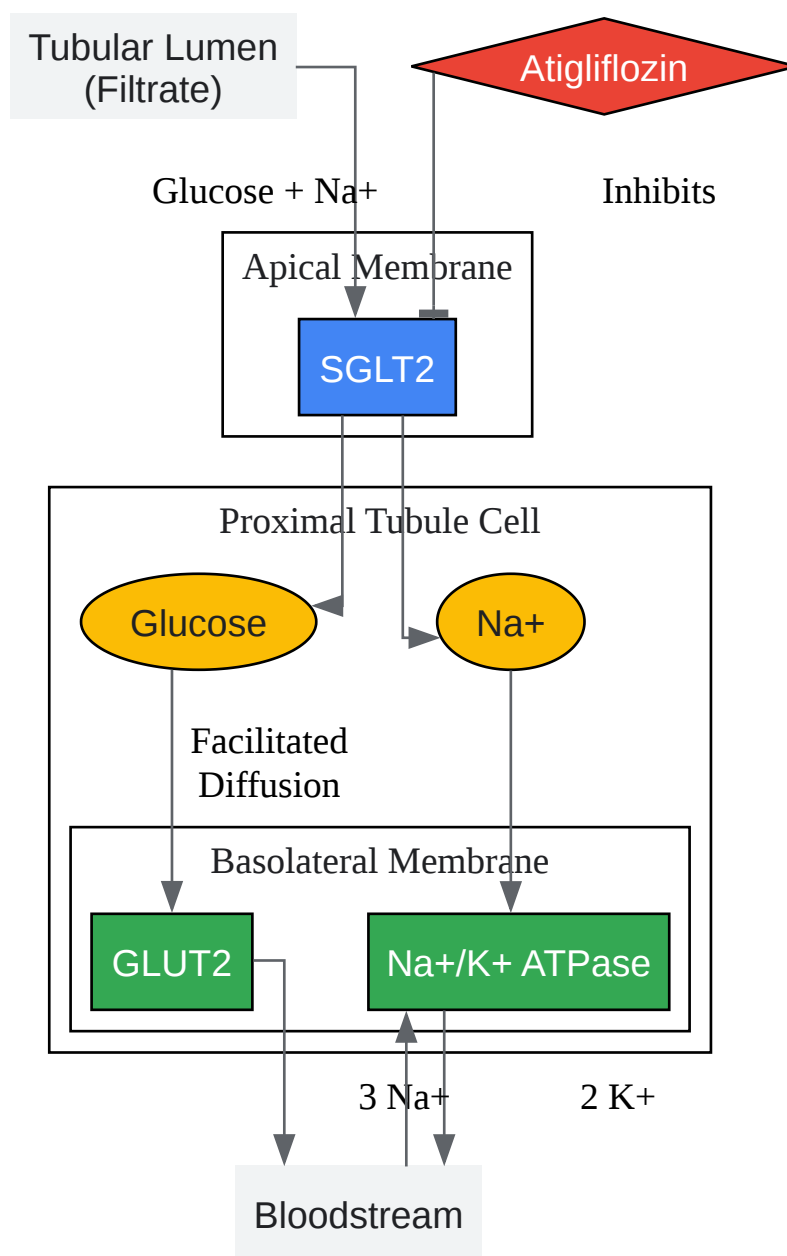 Tubular Lumen
(Filtrate)
Atigliflozin
Glucose + Na+
Inhibits
Apical Membrane
SGLT2
Proximal Tubule Cell
Glucose
Na+
Facilitated
Diffusion
Basolateral Membrane
GLUT2
Na+/K+ ATPase
3 Na+
2 K+
Bloodstream